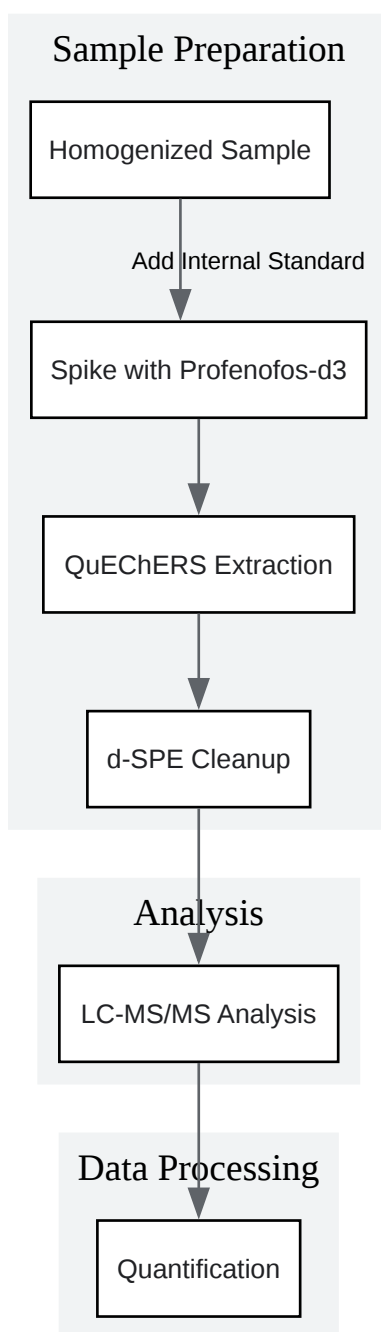 Sample Preparation
Homogenized Sample
Add Internal Standard
Spike with Profenofos-d3
QuEChERS Extraction
d-SPE Cleanup
Analysis
LC-MS/MS Analysis
Data Processing
Quantification